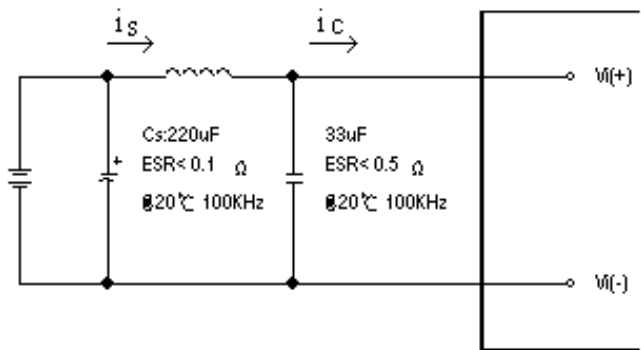 is
ic
Vi(+)
Cs:220uF
ESR<0.1 Ω
@20℃ 100KHz
+
33uF
ESR<0.5 Ω
@20℃ 100KHz
Vi(-)